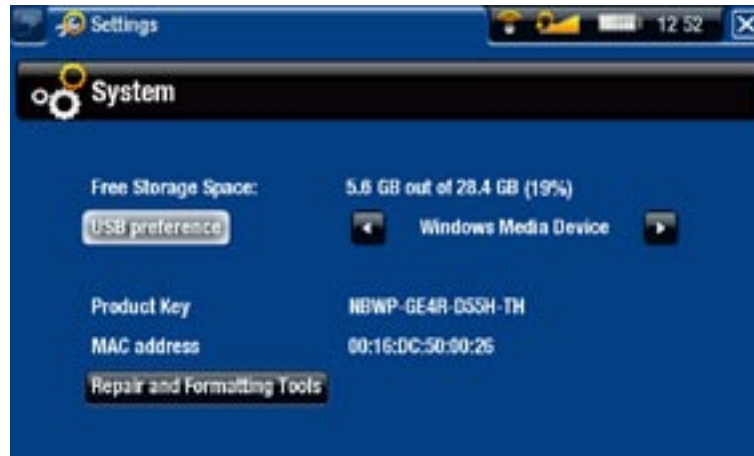 Settings
12 52
System
Free Storage Space: 5.6 GB out of 28.4 GB (19%)
USB preference Windows Media Device
Product Key NBWP-GE4R-D55H-TH
MAC address 00:16:DC:50:00:26
Repair and Formatting Tools